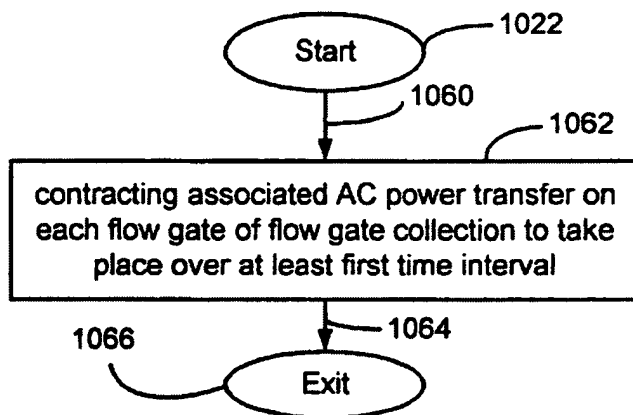 Start
1022
1060
1062
contracting associated AC power transfer on
each flow gate of flow gate collection to take
place over at least first time interval
1064
1066
Exit